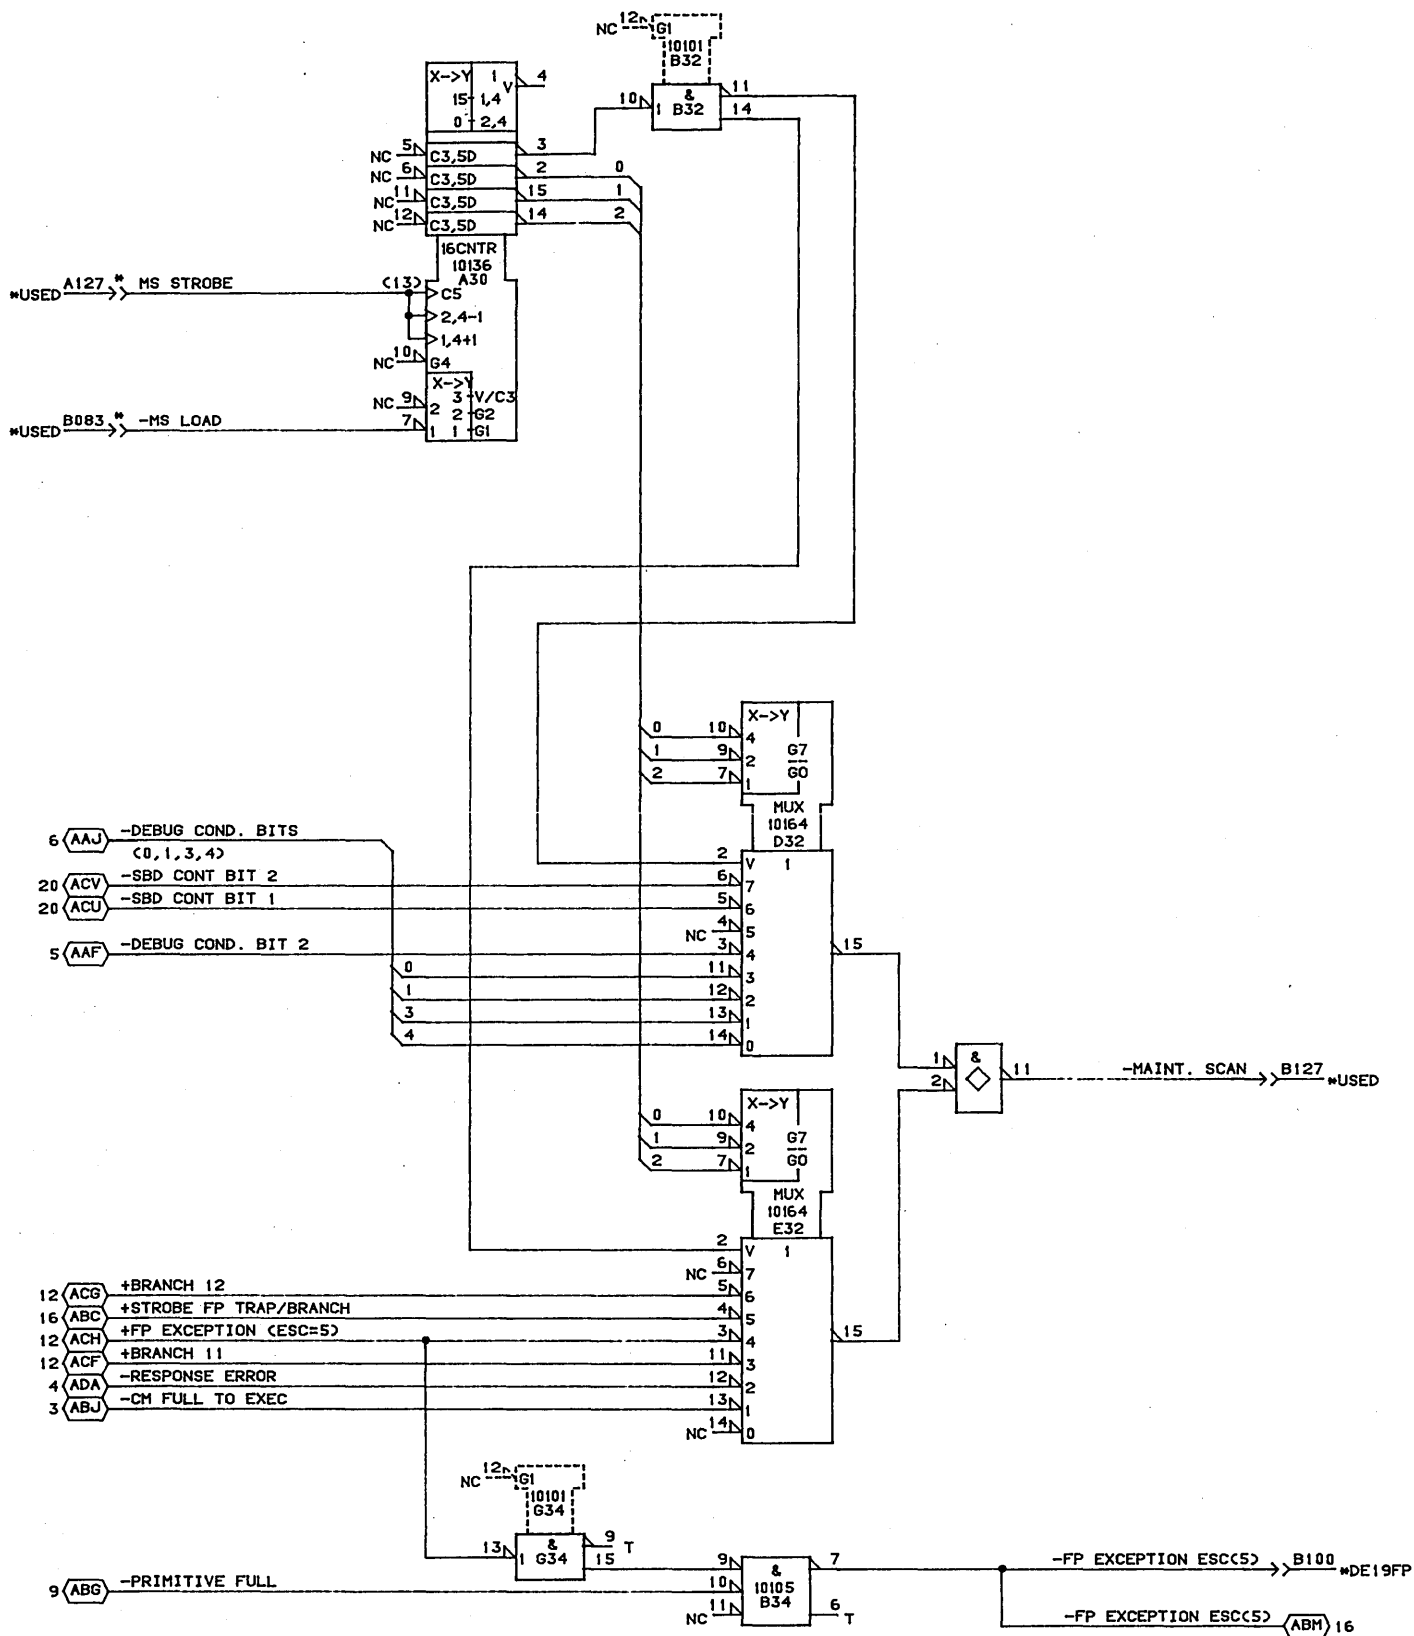 NC 12 G1
10101
B32
X->Y 1 4
V
15 1,4
0 2,4
&
B32
10 1
11
14
NC 5 C3,5D 3
NC 6 C3,5D 2 0
NC 11 C3,5D 15 1
NC 12 C3,5D 14 2
16CNTR
10136
A30
*USED A127 * MS STROBE (13) C5
2,4-1
1,4+1
NC 10 G4
X->Y
3 V/C3
NC 9 2 2 G2
*USED B083 * -MS LOAD 7 1 1 G1
X->Y
0 10 4
1 9 2 G7
2 7 1 G0
MUX
10164
D32
6 AAJ -DEBUG COND. BITS
(0,1,3,4)
2 V 1
20 ACV -SBD CONT BIT 2 6 7
20 ACU -SBD CONT BIT 1 5 6
NC 4 5
5 AAF -DEBUG COND. BIT 2 3 4 15
0 11 3
1 12 2
3 13 1
4 14 0
1 &
2
11 -MAINT. SCAN B127 *USED
X->Y
0 10 4
1 9 2 G7
2 7 1 G0
MUX
10164
E32
2 V 1
NC 6 7
12 ACG +BRANCH 12 5 6
16 ABC +STROBE FP TRAP/BRANCH 4 5
12 ACH +FP EXCEPTION (ESC=5) 3 4 15
12 ACF +BRANCH 11 11 3
4 ADA -RESPONSE ERROR 12 2
3 ABJ -CM FULL TO EXEC 13 1
NC 14 0
NC 12 G1
10101
G34
&
G34
13 1
9 T
15
9 ABG -PRIMITIVE FULL
9
10
NC 11
&
10105
B34
7
6 T
-FP EXCEPTION ESC(5) B100 *DE19FP
-FP EXCEPTION ESC(5) ABM 16